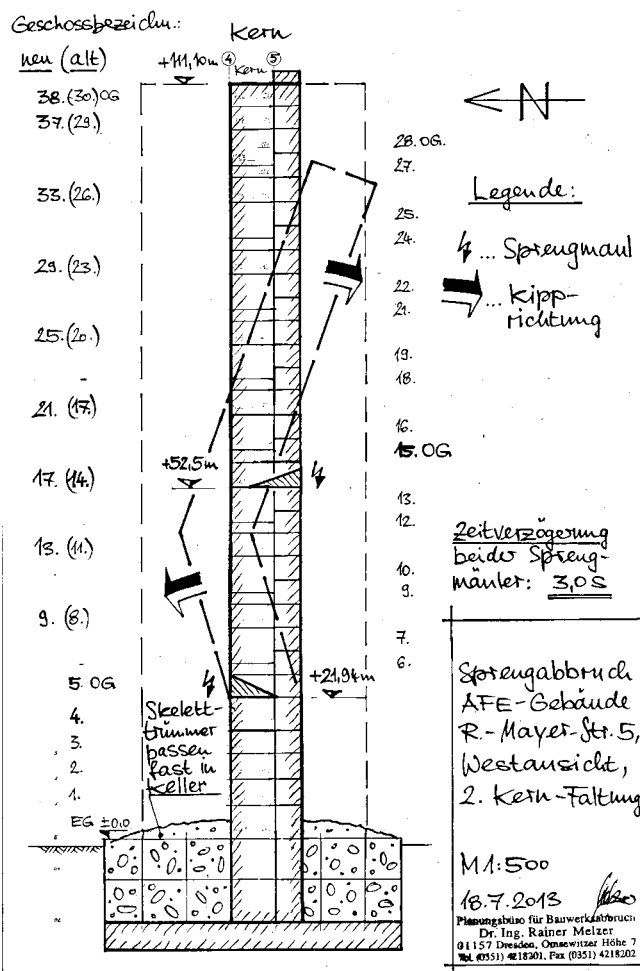 Geschossbezeichn.:
neu (alt)
38.(30.)OG
37.(29.)
33.(26.)
29.(23.)
25.(20.)
21.(17.)
17.(14.)
13.(11.)
9.(8.)
5.OG
4.
3.
2.
1.
EG ±0,0
Kern
④ ⑤
Kern
+111,10m
+52,5m
+21,94m
Skelett-
trümmer
passen
fast in
Keller
28.OG.
27.
25.
24.
22.
21.
19.
18.
16.
15.OG
13.
12.
10.
9.
7.
6.
N
Legende:
... Sprengmaul
... Kipp-
richtung
Zeitverzögerung
beider Spreng-
mäuler: 3,0s
Sprengabbruch
AFE-Gebäude
R.-Mayer-Str.5,
Westansicht,
2. Kern-Faltung
M1:500
18.7.2013
Planungsbüro für Bauwerksabbruch
Dr. Ing. Rainer Melzer
01157 Dresden, Omsewitzer Höhe 7
Tel. (0351) 4218201, Fax (0351) 4218202